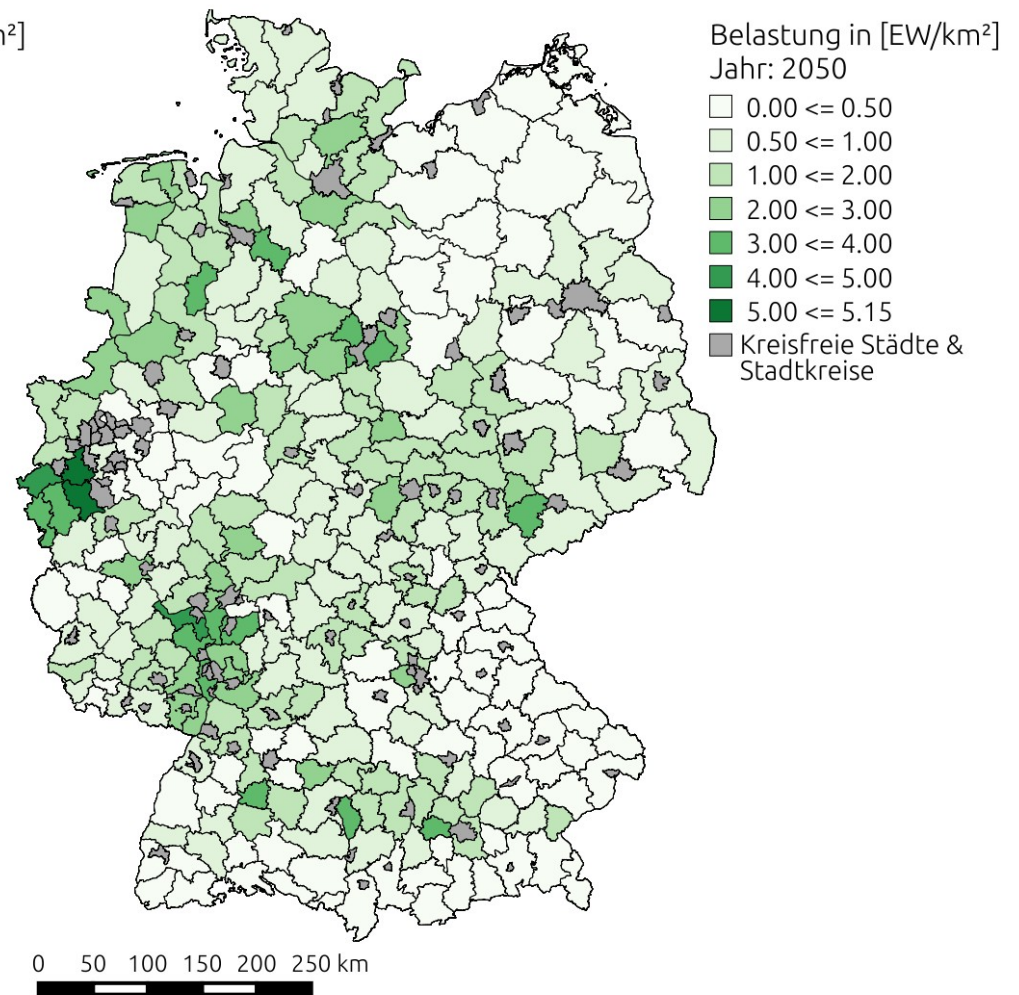 m²]
Belastung in [EW/km²]
Jahr: 2050
0.00 <= 0.50
0.50 <= 1.00
1.00 <= 2.00
2.00 <= 3.00
3.00 <= 4.00
4.00 <= 5.00
5.00 <= 5.15
Kreisfreie Städte &
Stadtkreise
0 50 100 150 200 250 km